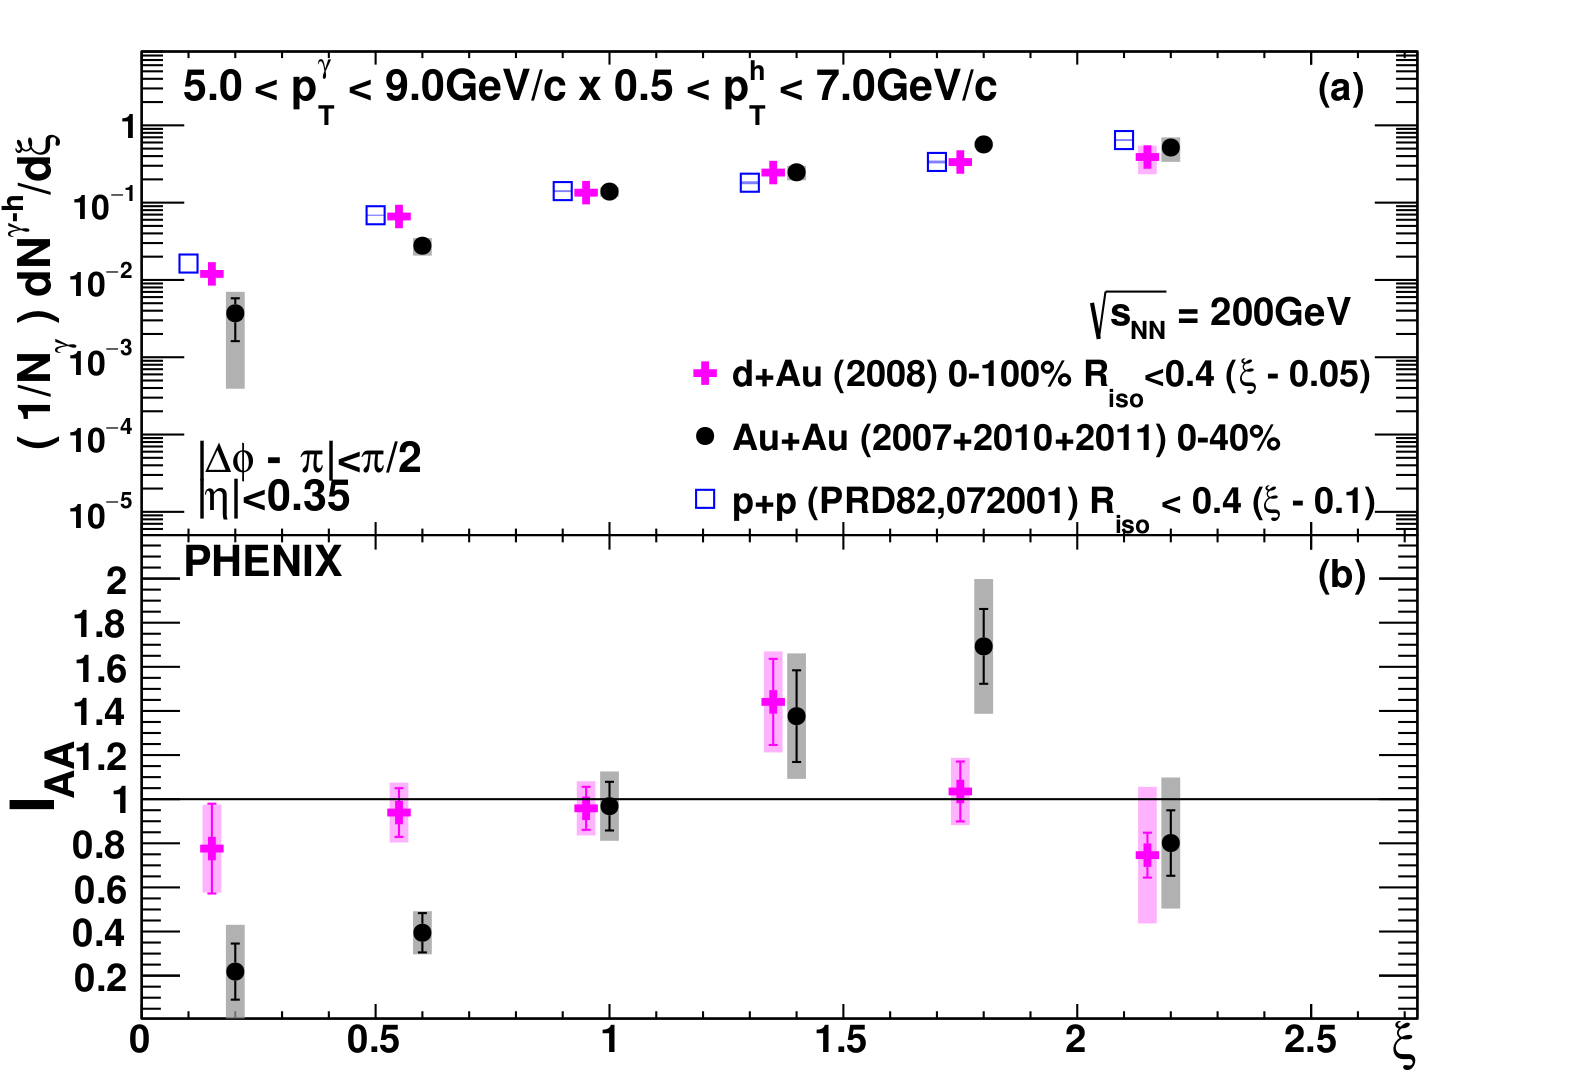 5.0 < p_T^γ < 9.0GeV/c x 0.5 < p_T^h < 7.0GeV/c
(a)
( 1/N_γ ) dN^γ-h/dξ
1
10^−1
10^−2
10^−3
10^−4
10^−5
√s_NN = 200GeV
d+Au (2008) 0-100% R_iso<0.4 (ξ - 0.05)
Au+Au (2007+2010+2011) 0-40%
p+p (PRD82,072001) R_iso < 0.4 (ξ - 0.1)
|Δϕ - π|<π/2
|η|<0.35
PHENIX
(b)
I_AA
2
1.8
1.6
1.4
1.2
1
0.8
0.6
0.4
0.2
0 0.5 1 1.5 2 2.5 ξ